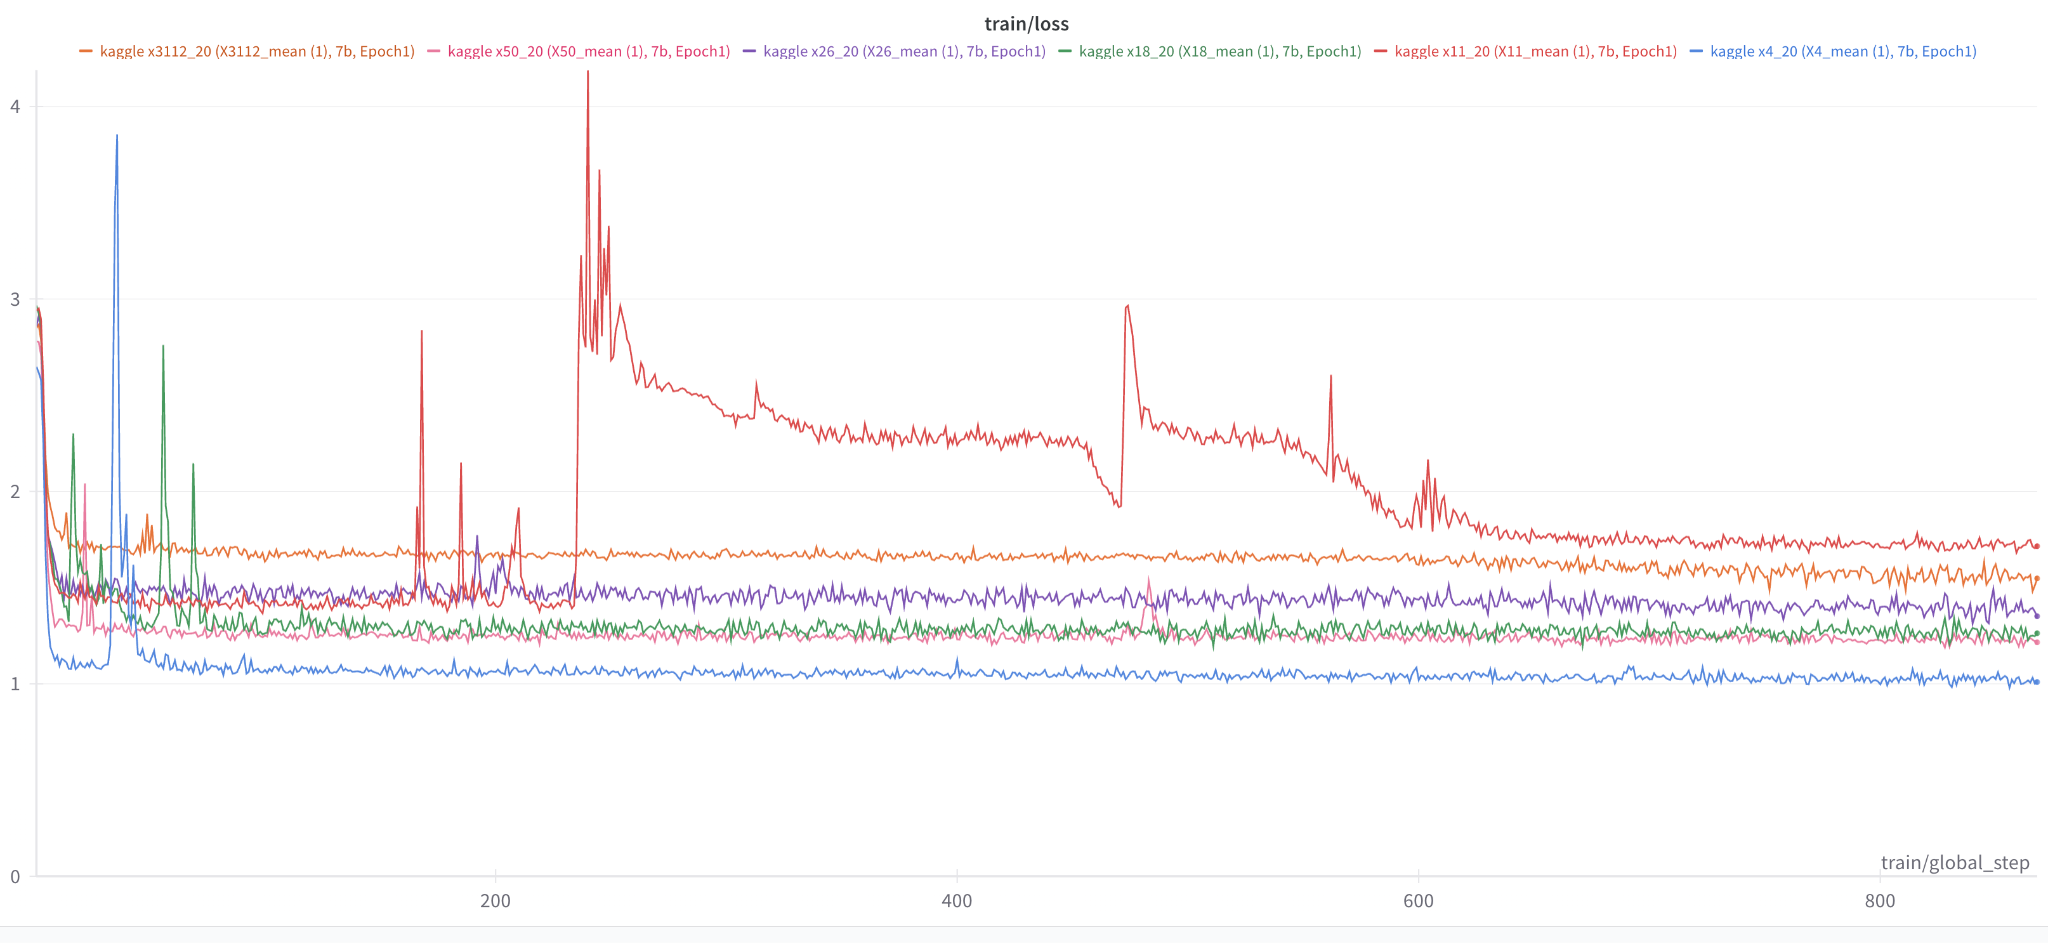 train/loss
kaggle x3112_20 (X3112_mean (1), 7b, Epoch1) kaggle x50_20 (X50_mean (1), 7b, Epoch1) kaggle x26_20 (X26_mean (1), 7b, Epoch1) kaggle x18_20 (X18_mean (1), 7b, Epoch1) kaggle x11_20 (X11_mean (1), 7b, Epoch1) kaggle x4_20 (X4_mean (1), 7b, Epoch1)
4
3
2
1
0
train/global_step
200 400 600 800